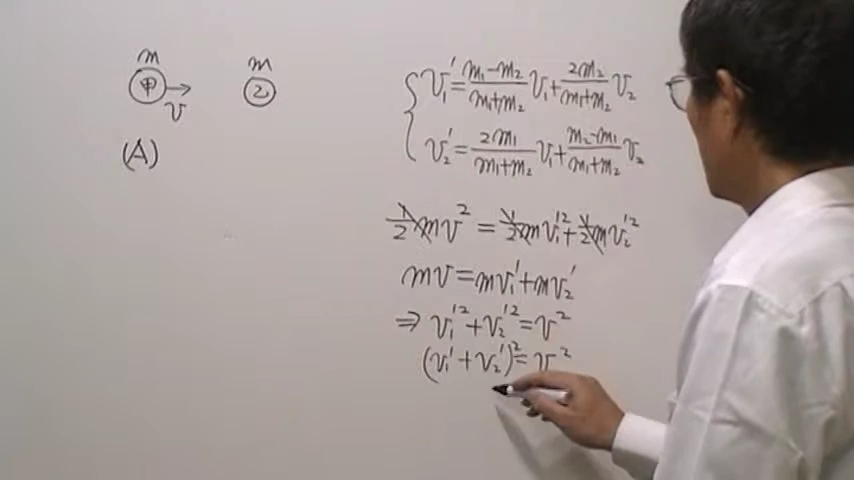 m m
甲 乙
v
(A)
v₁' = (m₁-m₂)/(m₁+m₂) v₁ + 2m₂/(m₁+m₂) v₂
v₂' = 2m₁/(m₁+m₂) v₁ + (m₂-m₁)/(m₁+m₂) v₂
1/2 mv² = 1/2 mv₁'² + 1/2 mv₂'²
mv = mv₁' + mv₂'
⇒ v₁'² + v₂'² = v²
(v₁' + v₂')² = v²